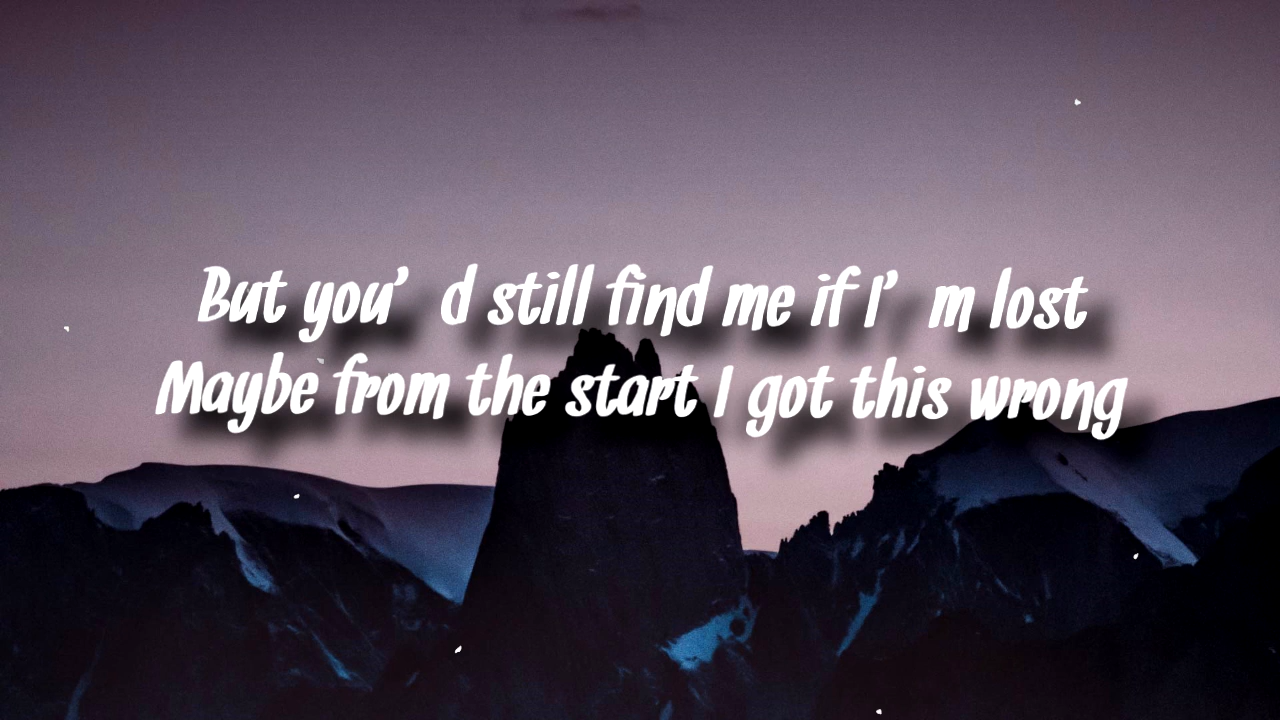 But you’d still find me if I’m lost
Maybe from the start I got this wrong